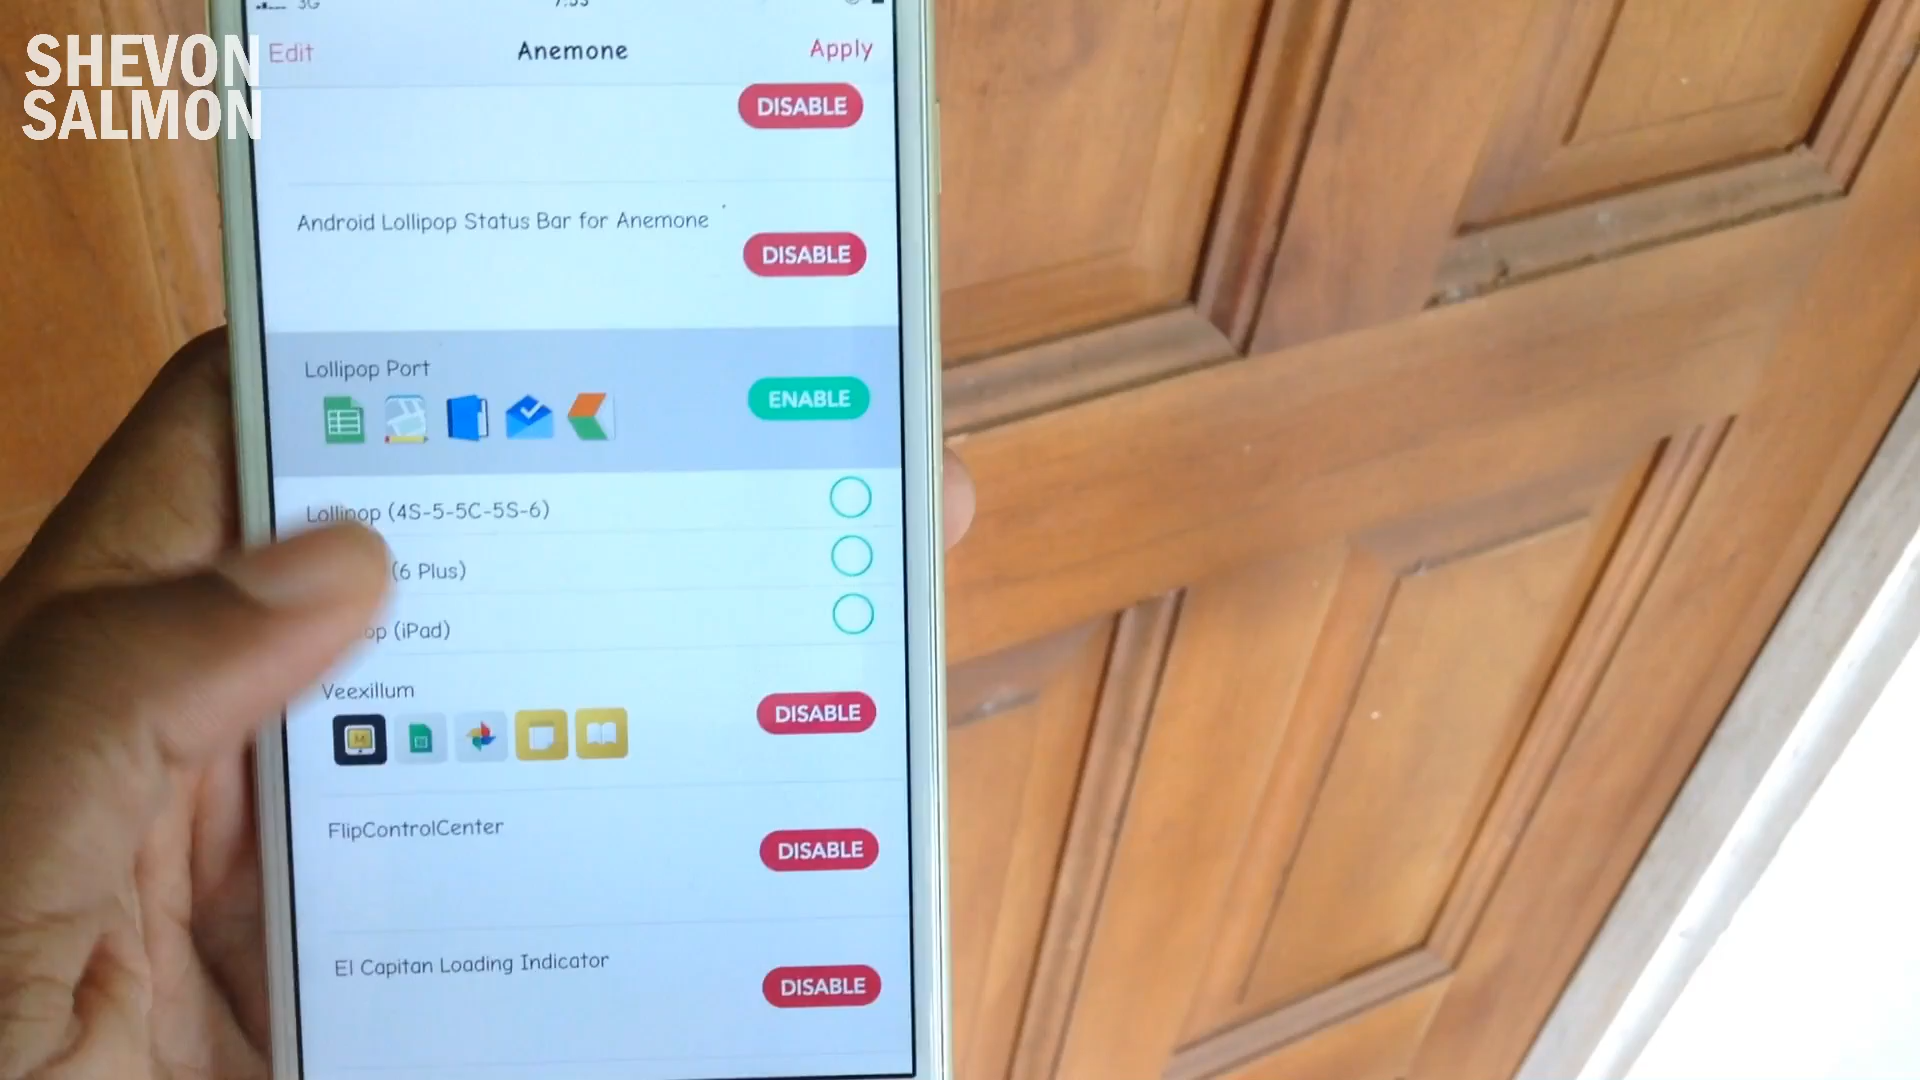 3G
SHEVON
SALMON
Edit
Anemone
Apply
DISABLE
Android Lollipop Status Bar for Anemone
DISABLE
Lollipop Port
ENABLE
Lollipop (4S-5-5C-5S-6)
(6 Plus)
op (iPad)
Veexillum
DISABLE
FlipControlCenter
DISABLE
El Capitan Loading Indicator
DISABLE